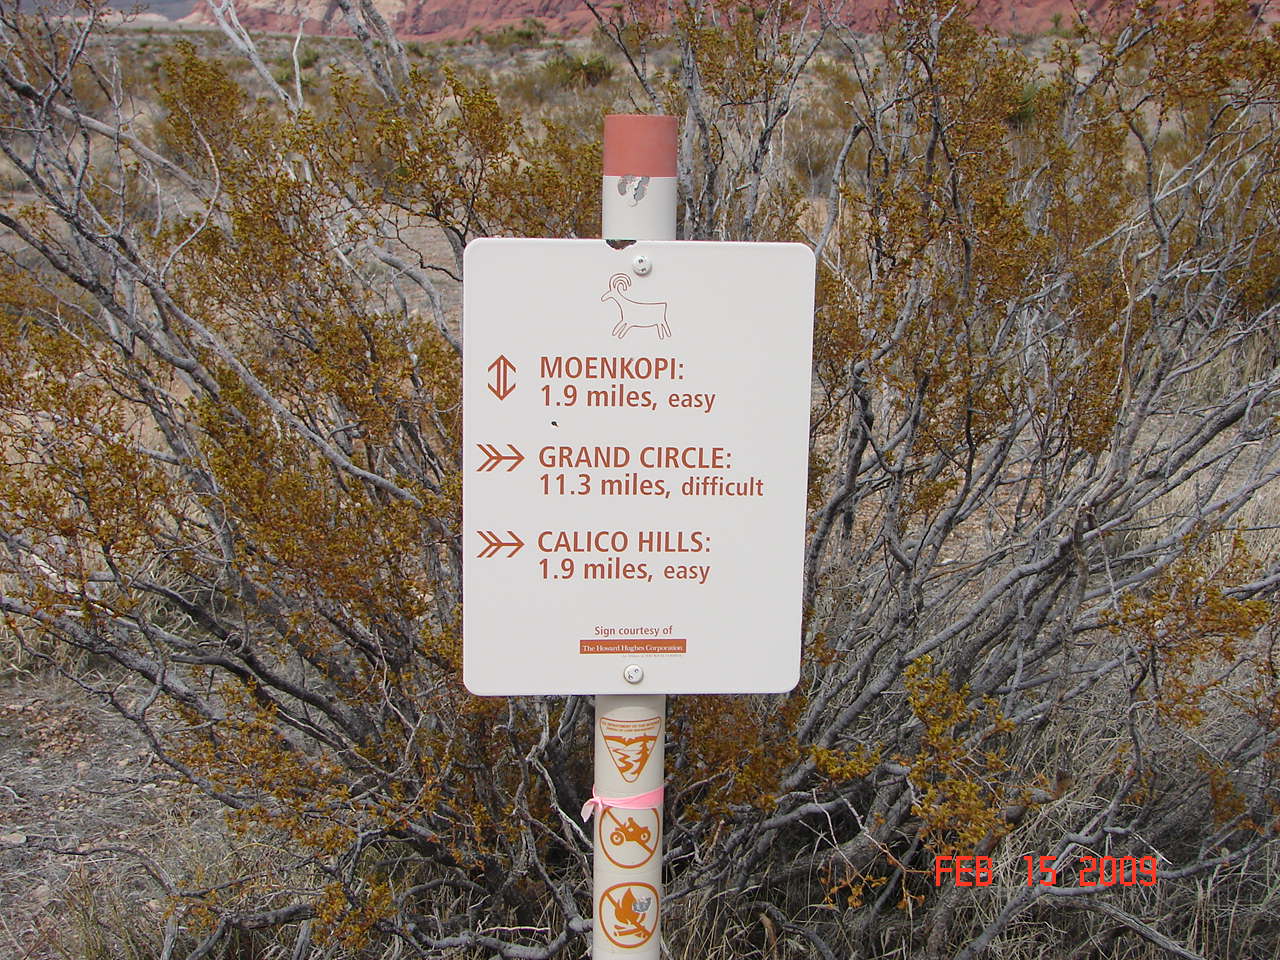 MOENKOPI:
1.9 miles, easy
GRAND CIRCLE:
11.3 miles, difficult
CALICO HILLS:
1.9 miles, easy
Sign courtesy of
The Howard Hughes Corporation
FEB 15 2009